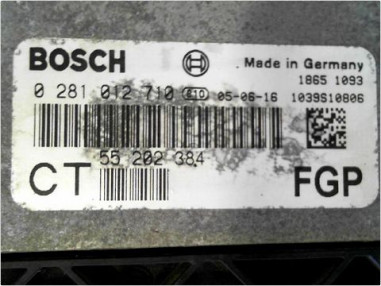 BOSCH
. Made in Germany
1865 1093
0 281 012 710 610 05-06-16 1039S10806
55 202 384
CT
FGP